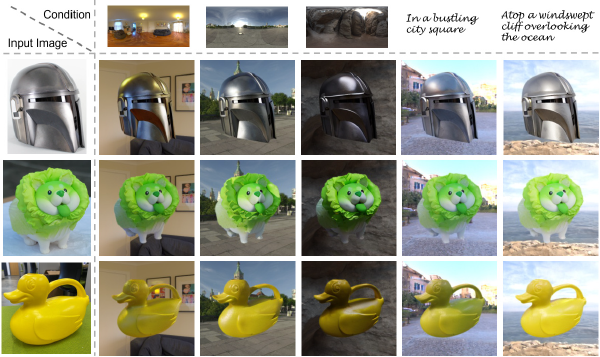 Condition
Input Image
In a bustling
city square
Atop a windswept
cliff overlooking
the ocean